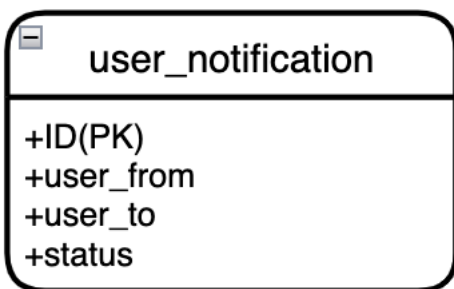 user_notification
+ID(PK)
+user_from
+user_to
+status